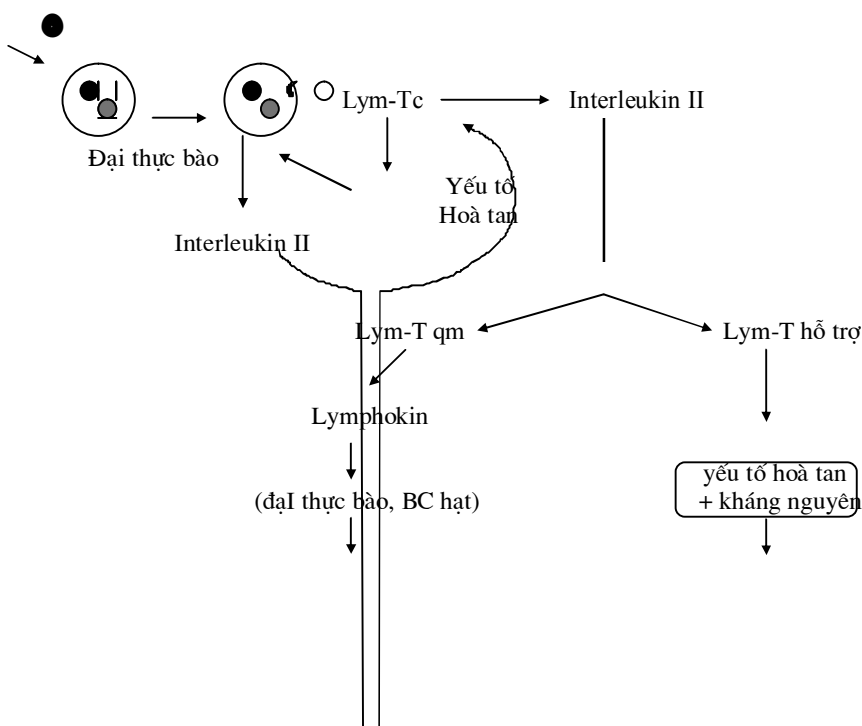 Lym-Tc
Interleukin II
Đại thực bào
Yếu tố
Hoà tan
Interleukin II
Lym-T qm
Lym-T hỗ trợ
Lymphokin
yếu tố hoà tan
+ kháng nguyên
(đạI thực bào, BC hạt)